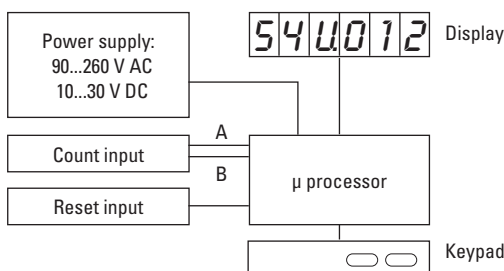 Power supply:
90...260 V AC
10...30 V DC
54U.012
Display
Count input
A
B
µ processor
Reset input
Keypad